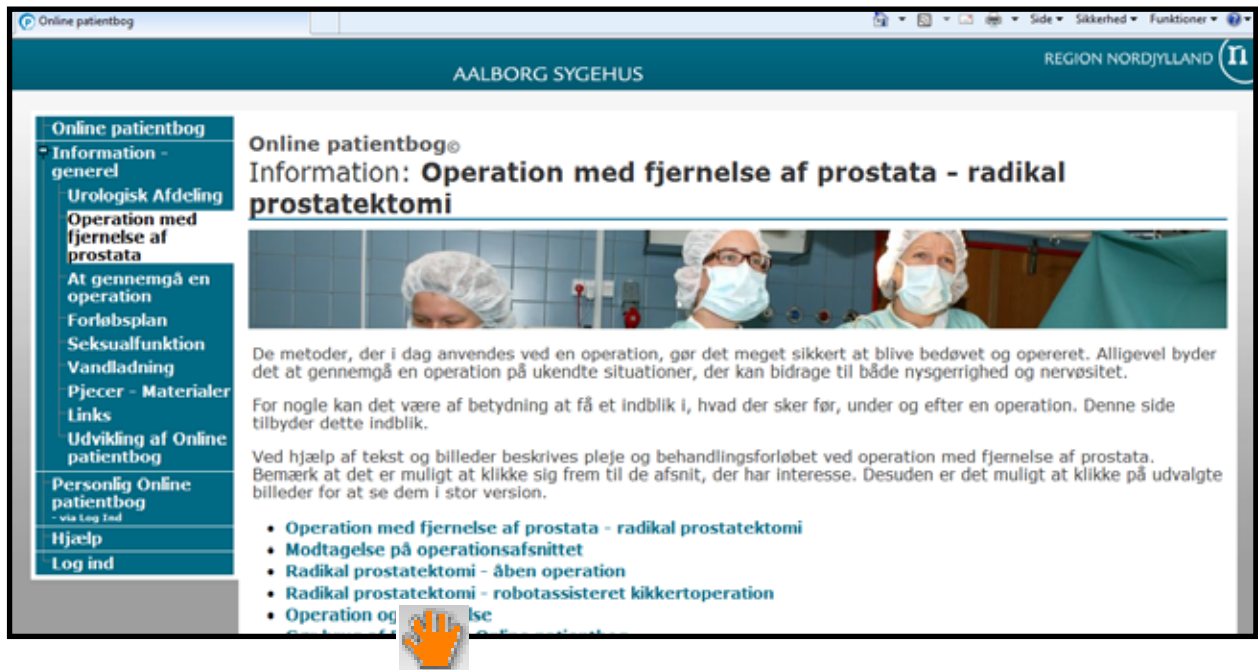 Online patientbog
Side
Sikkerhed
Funktioner
REGION NORDJYLLAND
AALBORG SYGEHUS
Online patientbog
Information -
generel
Urologisk Afdeling
Operation med
fjernelse af
prostata
At gennemgå en
operation
Forløbsplan
Seksualfunktion
Vandladning
Pjecer - Materialer
Links
Udvikling af Online
patientbog
Personlig Online
patientbog
- via Log Ind
Hjælp
Log ind
Online patientbog©
Information: Operation med fjernelse af prostata - radikal
prostatektomi
De metoder, der i dag anvendes ved en operation, gør det meget sikkert at blive bedøvet og opereret. Alligevel byder
det at gennemgå en operation på ukendte situationer, der kan bidrage til både nysgerrighed og nervøsitet.
For nogle kan det være af betydning at få et indblik i, hvad der sker før, under og efter en operation. Denne side
tilbyder dette indblik.
Ved hjælp af tekst og billeder beskrives pleje og behandlingsforløbet ved operation med fjernelse af prostata.
Bemærk at det er muligt at klikke sig frem til de afsnit, der har interesse. Desuden er det muligt at klikke på udvalgte
billeder for at se dem i stor version.
• Operation med fjernelse af prostata - radikal prostatektomi
• Modtagelse på operationsafsnittet
• Radikal prostatektomi - åben operation
• Radikal prostatektomi - robotassisteret kikkertoperation
• Operation og